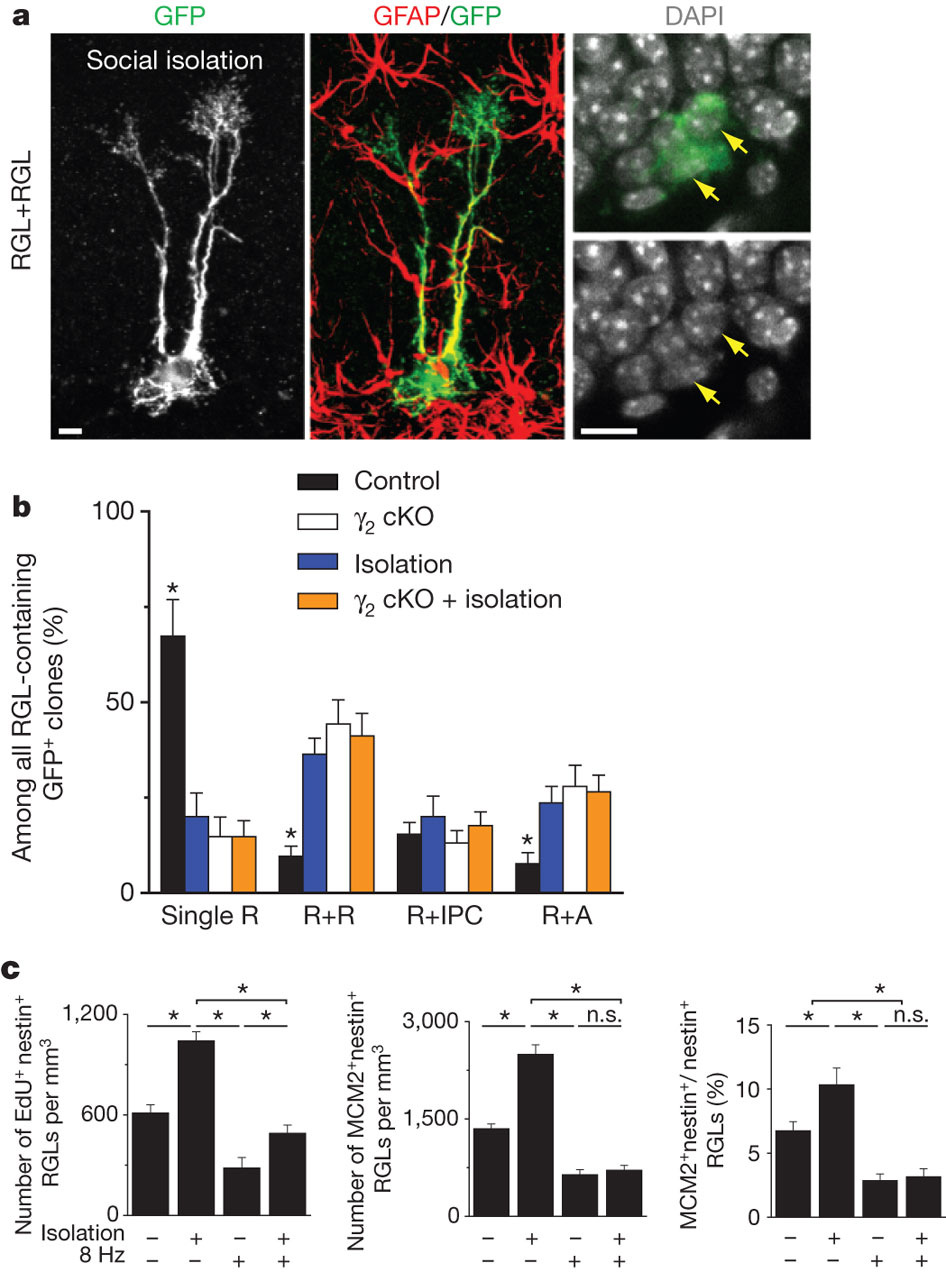 a
GFP
GFAP/GFP
DAPI
Social isolation
RGL+RGL
b
Control
γ2 cKO
Isolation
γ2 cKO + isolation
Among all RGL-containing
GFP+ clones (%)
100
50
0
*
*
*
Single R
R+R
R+IPC
R+A
c
Number of EdU+ nestin+
RGLs per mm3
1,200
600
0
*
* * *
Isolation − + − +
8 Hz − − + +
Number of MCM2+nestin+
RGLs per mm3
3,000
1,500
0
*
* * n.s.
− + − +
− − + +
MCM2+nestin+/ nestin+
RGLs (%)
15
10
5
0
*
* * n.s.
− + − +
− − + +